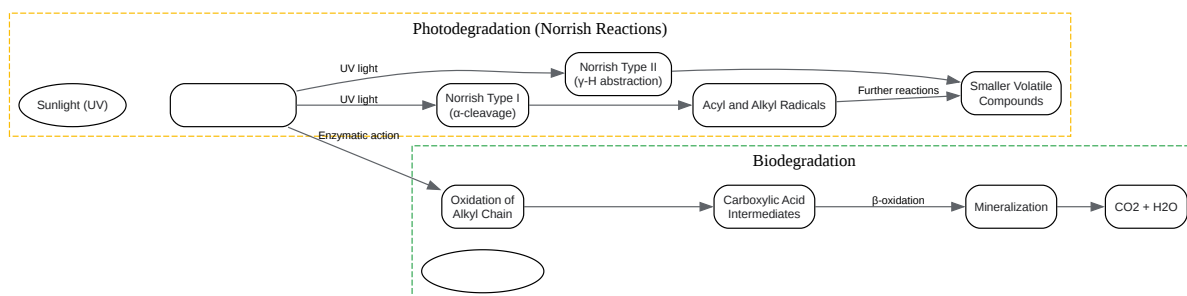 Photodegradation (Norrish Reactions)
Sunlight (UV)
UV light
UV light
Enzymatic action
Norrish Type II
(γ-H abstraction)
Norrish Type I
(α-cleavage)
Acyl and Alkyl Radicals
Further reactions
Smaller Volatile
Compounds
Biodegradation
Oxidation of
Alkyl Chain
Carboxylic Acid
Intermediates
β-oxidation
Mineralization
CO2 + H2O